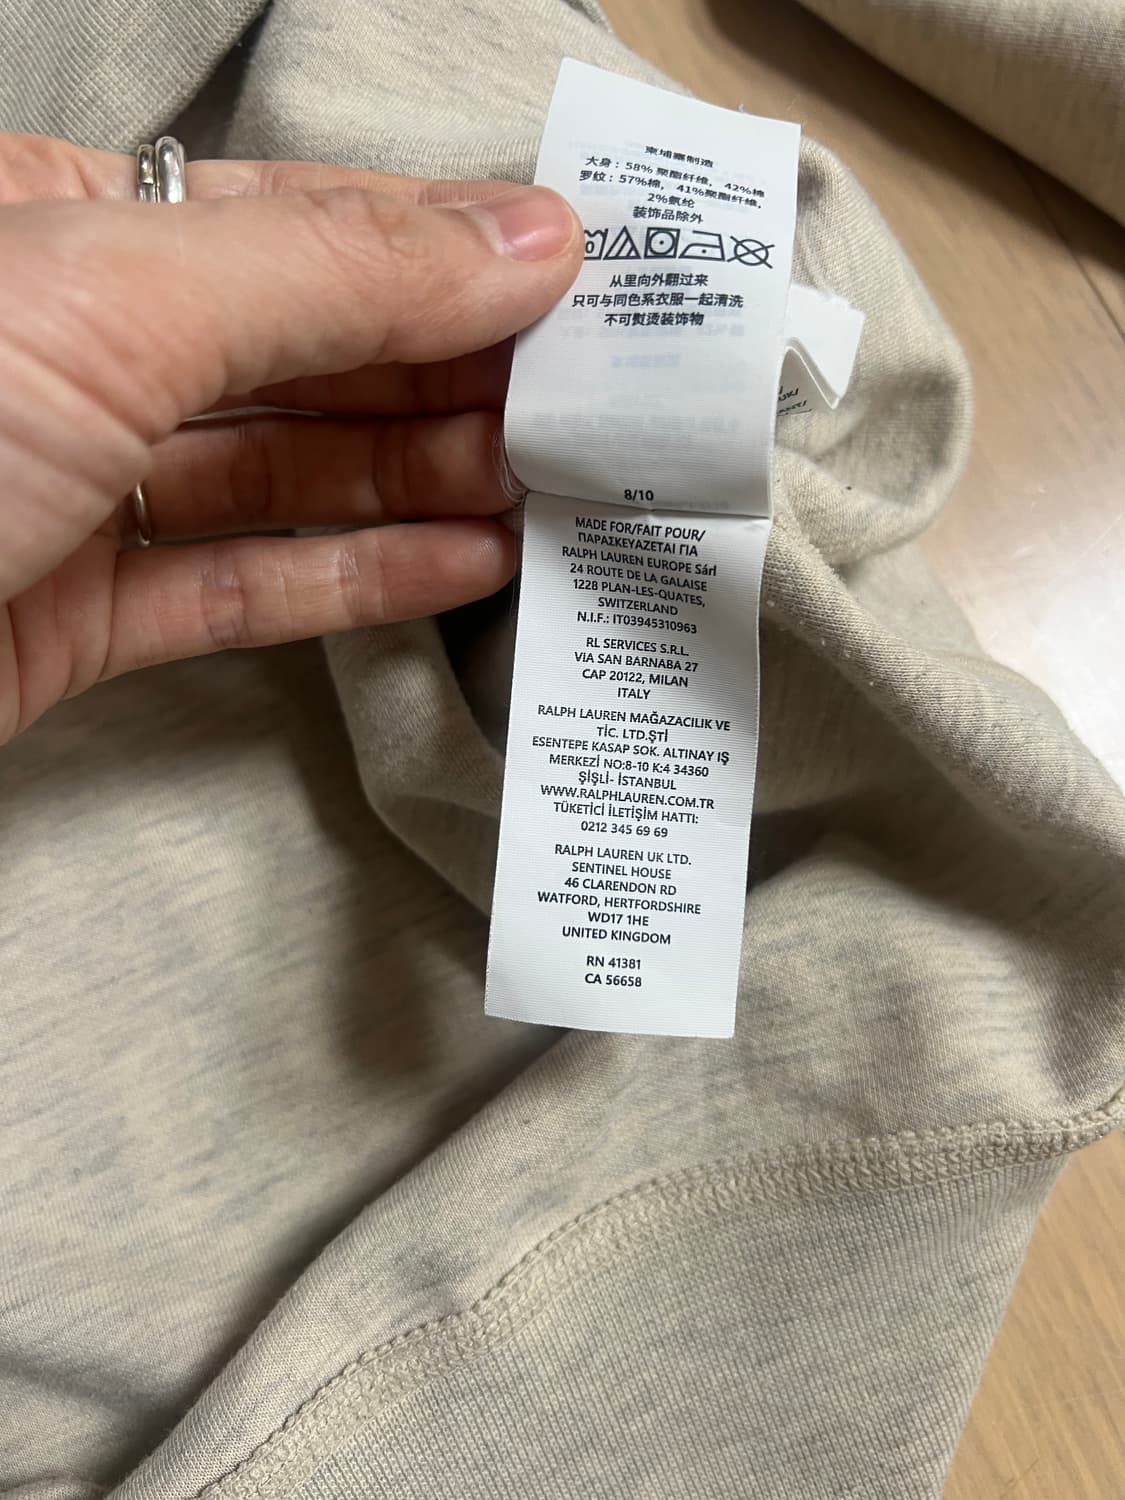 柬埔寨制造
大身：58% 聚酯纤维， 42%棉
罗纹：57%棉， 41%聚酯纤维，
2%氨纶
装饰品除外
从里向外翻过来
只可与同色系衣服一起清洗
不可熨烫装饰物
8/10
MADE FOR/FAIT POUR/
ΠΑΡΑΣΚΕΥΑΖΕΤΑΙ ΓΙΑ
RALPH LAUREN EUROPE Sárl
24 ROUTE DE LA GALAISE
1228 PLAN-LES-QUATES,
SWITZERLAND
N.I.F.: IT03945310963
RL SERVICES S.R.L.
VIA SAN BARNABA 27
CAP 20122, MILAN
ITALY
RALPH LAUREN MAĞAZACILIK VE
TİC. LTD.ŞTİ
ESENTEPE KASAP SOK. ALTINAY IŞ
MERKEZİ NO:8-10 K:4 34360
ŞİŞLİ- İSTANBUL
WWW.RALPHLAUREN.COM.TR
TÜKETİCİ İLETİŞİM HATTI:
0212 345 69 69
RALPH LAUREN UK LTD.
SENTINEL HOUSE
46 CLARENDON RD
WATFORD, HERTFORDSHIRE
WD17 1HE
UNITED KINGDOM
RN 41381
CA 56658